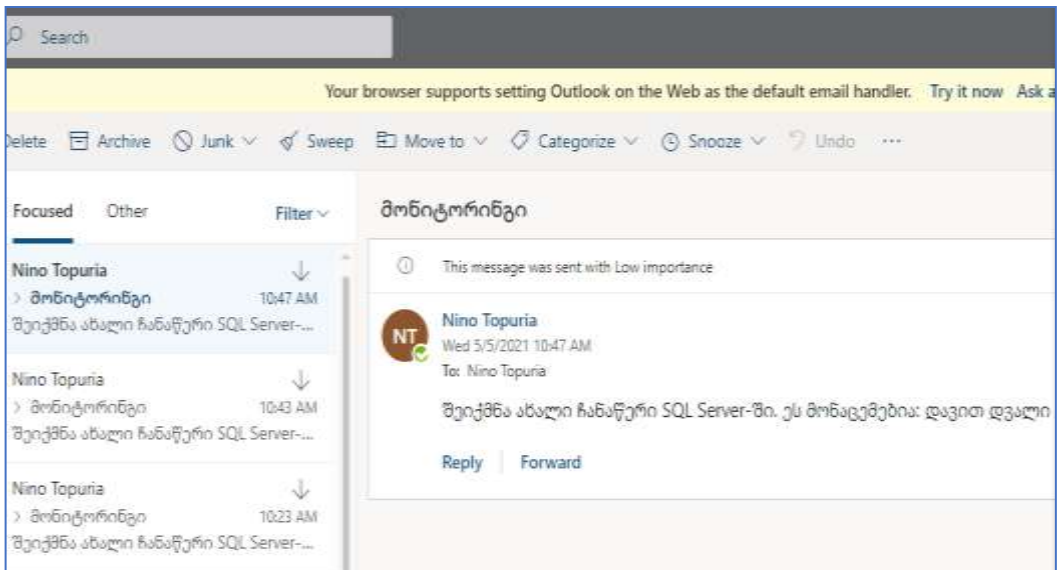 Search
Your browser supports setting Outlook on the Web as the default email handler. Try it now Ask a
Delete Archive Junk Sweep Move to Categorize Snooze Undo ...
Focused Other Filter
Nino Topuria
> მონიტორინგი 10:47 AM
შეიქმნა ახალი ჩანაწერი SQL Server-...
Nino Topuria
> მონიტორინგი 10:43 AM
შეიქმნა ახალი ჩანაწერი SQL Server-...
Nino Topuria
> მონიტორინგი 10:23 AM
შეიქმნა ახალი ჩანაწერი SQL Server-...
მონიტორინგი
This message was sent with Low importance
NT
Nino Topuria
Wed 5/5/2021 10:47 AM
To: Nino Topuria
შეიქმნა ახალი ჩანაწერი SQL Server-ში. ეს მონაცემებია: დავით დვალი
Reply Forward